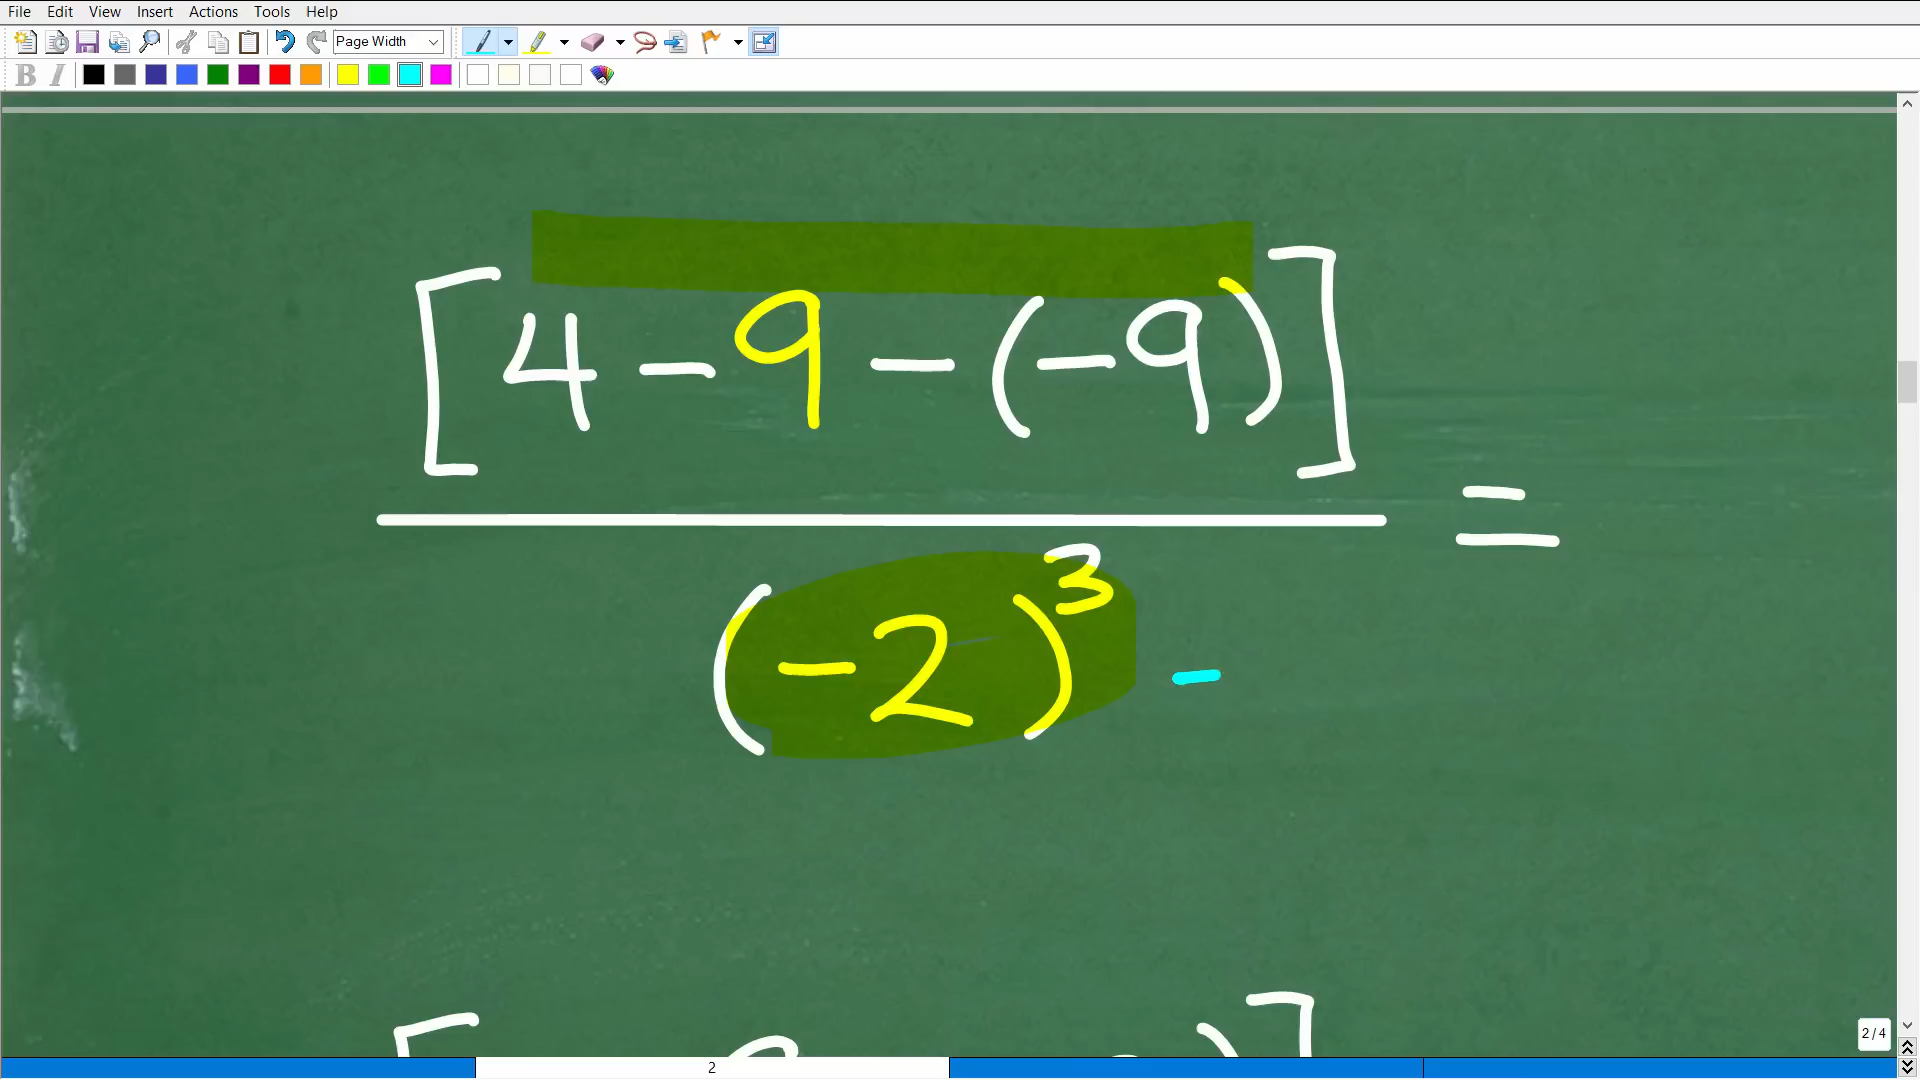 File Edit View Insert Actions Tools Help
Page Width
B I
[4-9-(-9)]
=
(-2)³ -
2/4
2